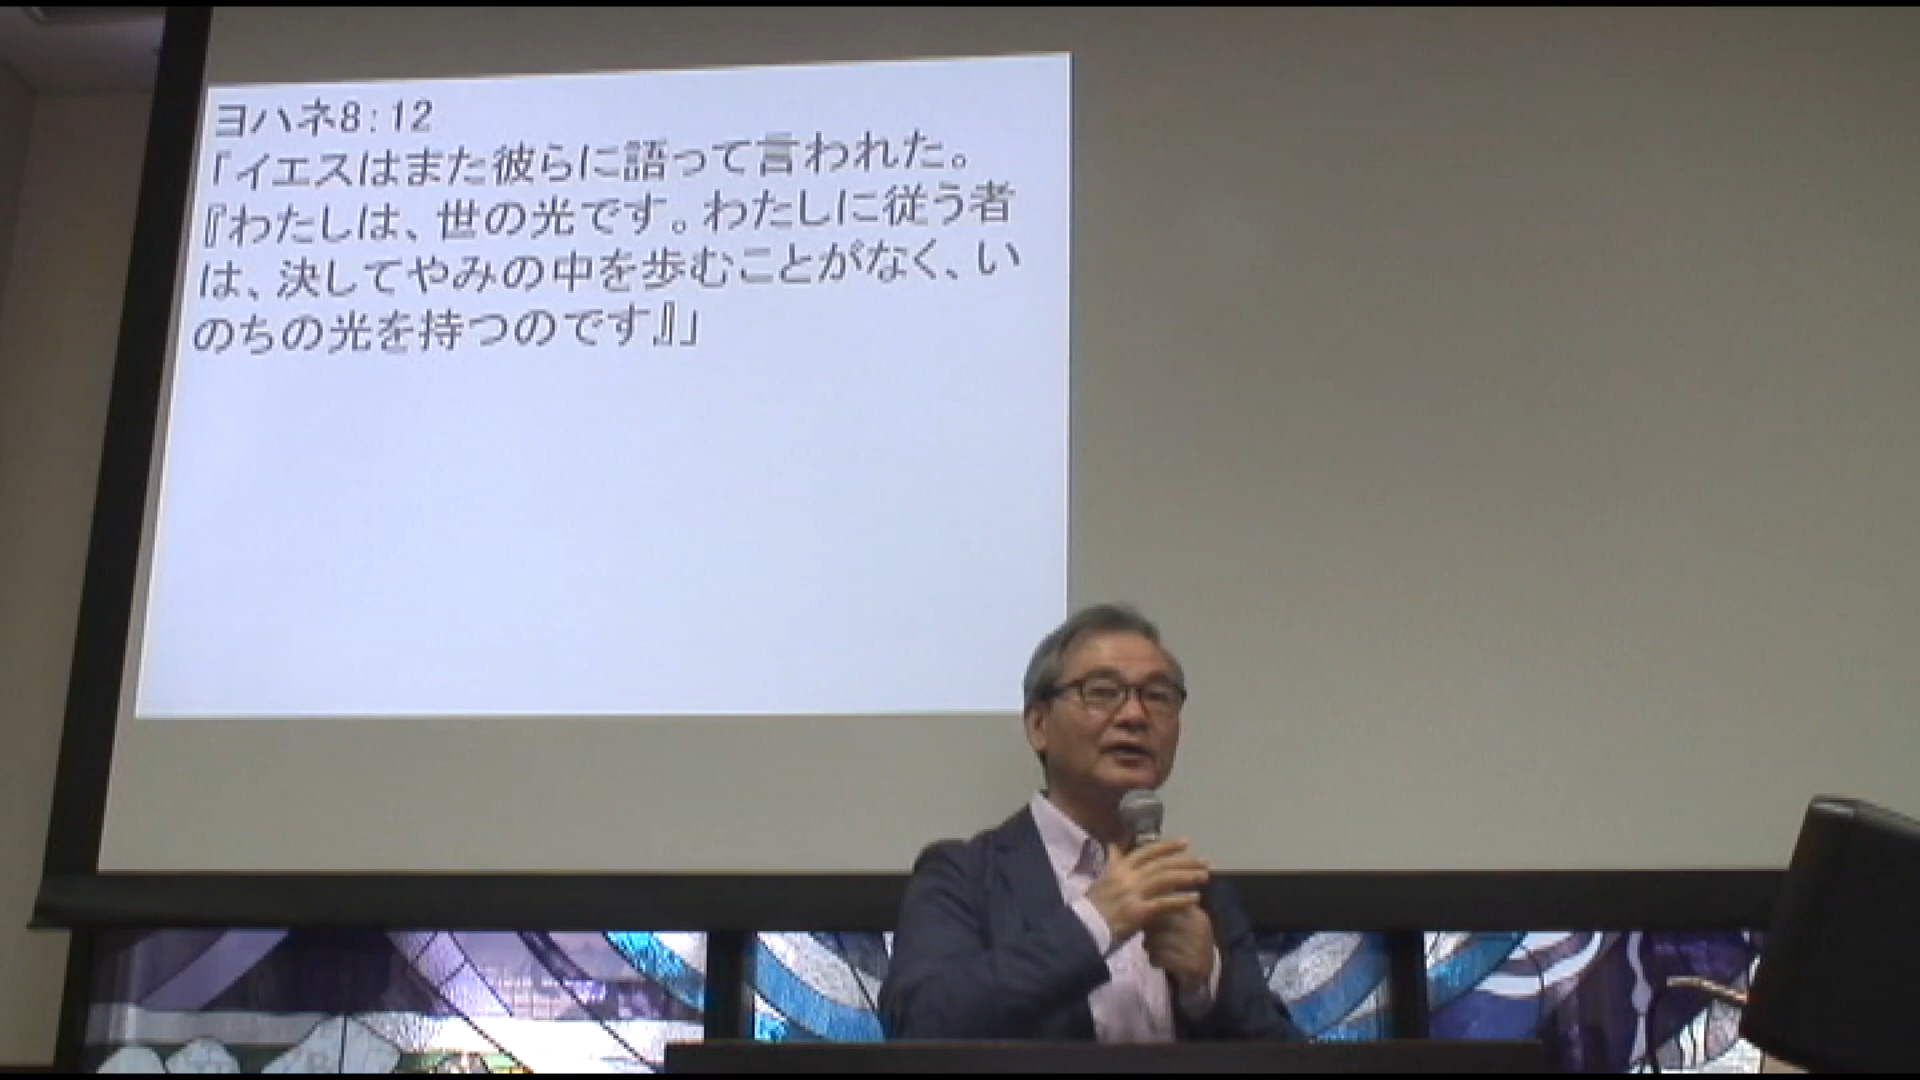 ヨハネ8:12
「イエスはまた彼らに語って言われた。
『わたしは、世の光です。わたしに従う者
は、決してやみの中を歩むことがなく、い
のちの光を持つのです。』」